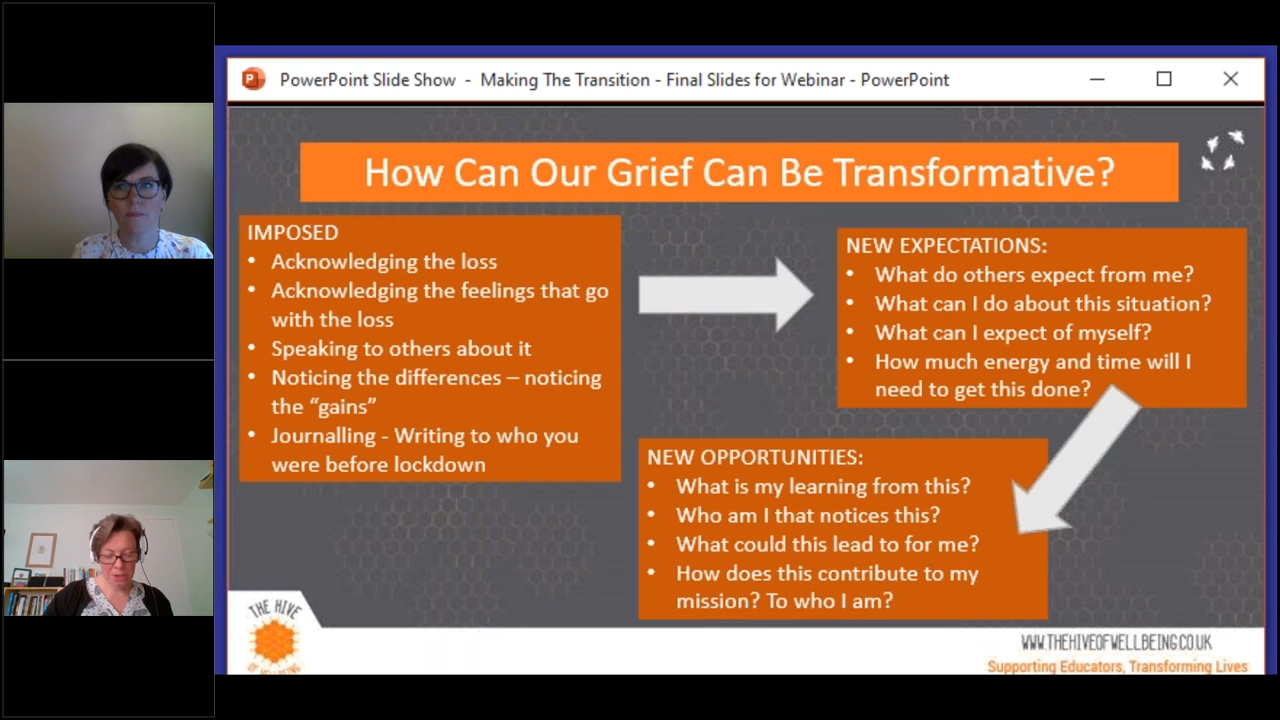 PowerPoint Slide Show - Making The Transition - Final Slides for Webinar - PowerPoint
How Can Our Grief Can Be Transformative?
IMPOSED
• Acknowledging the loss
• Acknowledging the feelings that go
with the loss
• Speaking to others about it
• Noticing the differences – noticing
the “gains”
• Journalling - Writing to who you
were before lockdown
NEW EXPECTATIONS:
• What do others expect from me?
• What can I do about this situation?
• What can I expect of myself?
• How much energy and time will I
need to get this done?
NEW OPPORTUNITIES:
• What is my learning from this?
• Who am I that notices this?
• What could this lead to for me?
• How does this contribute to my
mission? To who I am?
THE HIVE
OF WELLBEING
WWW.THEHIVEOFWELLBEING.CO.UK
Supporting Educators, Transforming Lives